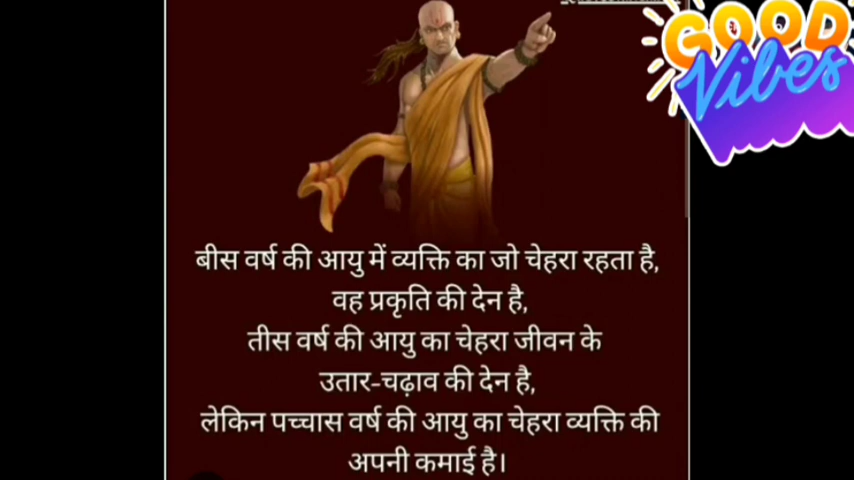 GOOD
Vibes
बीस वर्ष की आयु में व्यक्ति का जो चेहरा रहता है,
वह प्रकृति की देन है,
तीस वर्ष की आयु का चेहरा जीवन के
उतार-चढ़ाव की देन है,
लेकिन पच्चास वर्ष की आयु का चेहरा व्यक्ति की
अपनी कमाई है।